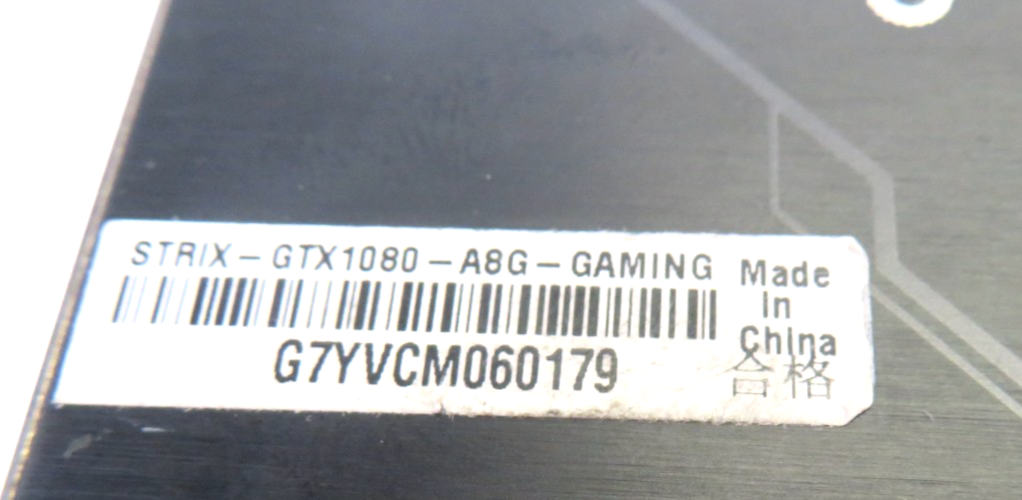 STRIX-GTX1080-A8G-GAMING
G7YVCM060179
Made
in
China
合格